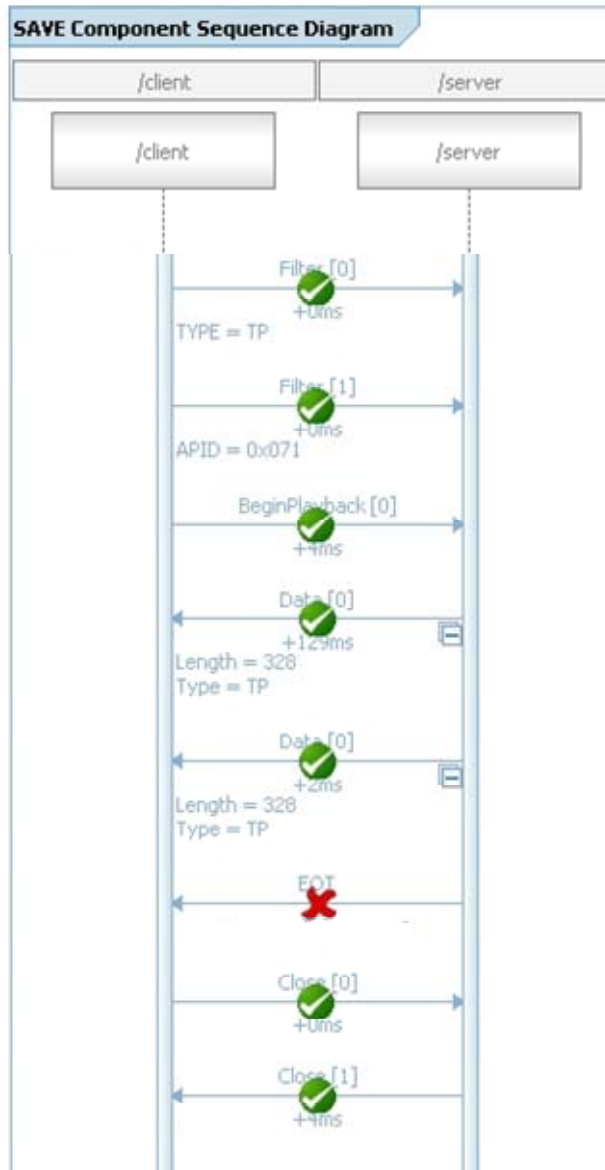 SAVE Component Sequence Diagram
/client /server
/client /server
Filter [0]
+0ms
TYPE = TP
Filter [1]
+0ms
APID = 0x071
BeginPlayback [0]
+4ms
Data [0]
+129ms
Length = 328
Type = TP
Data [0]
+2ms
Length = 328
Type = TP
EOT
Close [0]
+0ms
Close [1]
+4ms